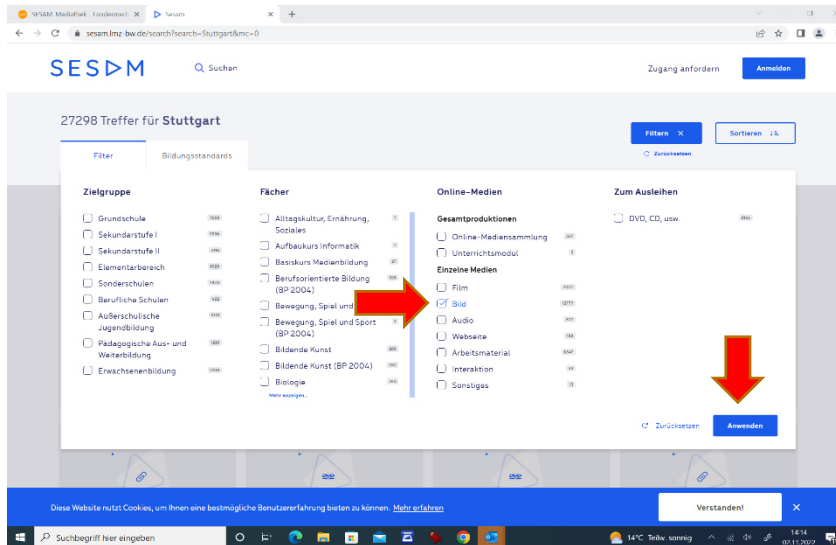 SESAM Mediathek
Sesam
sesam.lmz-bw.de/search?search=Stuttgart&mc=0
SESAM
Suchen
Zugang anfordern
Anmelden
27298 Treffer für Stuttgart
Filtern
Sortieren
Zurücksetzen
Filter
Bildungsstandards
Zielgruppe
Grundschule
Sekundarstufe I
Sekundarstufe II
Elementarbereich
Sonderschulen
Berufliche Schulen
Außerschulische
Jugendbildung
Pädagogische Aus- und
Weiterbildung
Erwachsenenbildung
Fächer
Alltagskultur, Ernährung,
Soziales
Aufbaukurs Informatik
Basiskurs Medienbildung
Berufsorientierte Bildung
(BP 2004)
Bewegung, Spiel und
Bewegung, Spiel und Sport
(BP 2004)
Bildende Kunst
Bildende Kunst (BP 2004)
Biologie
Mehr anzeigen..
Online-Medien
Gesamtproduktionen
Online-Mediensammlung
Unterrichtsmodul
Einzelne Medien
Film
Bild
Audio
Webseite
Arbeitsmaterial
Interaktion
Sonstiges
Zum Ausleihen
DVD, CD, usw.
Zurücksetzen
Anwenden
Diese Website nutzt Cookies, um Ihnen eine bestmögliche Benutzererfahrung bieten zu können. Mehr erfahren
Verstanden!
Suchbegriff hier eingeben
14°C Teilw. sonnig
14:14
02.11.2022